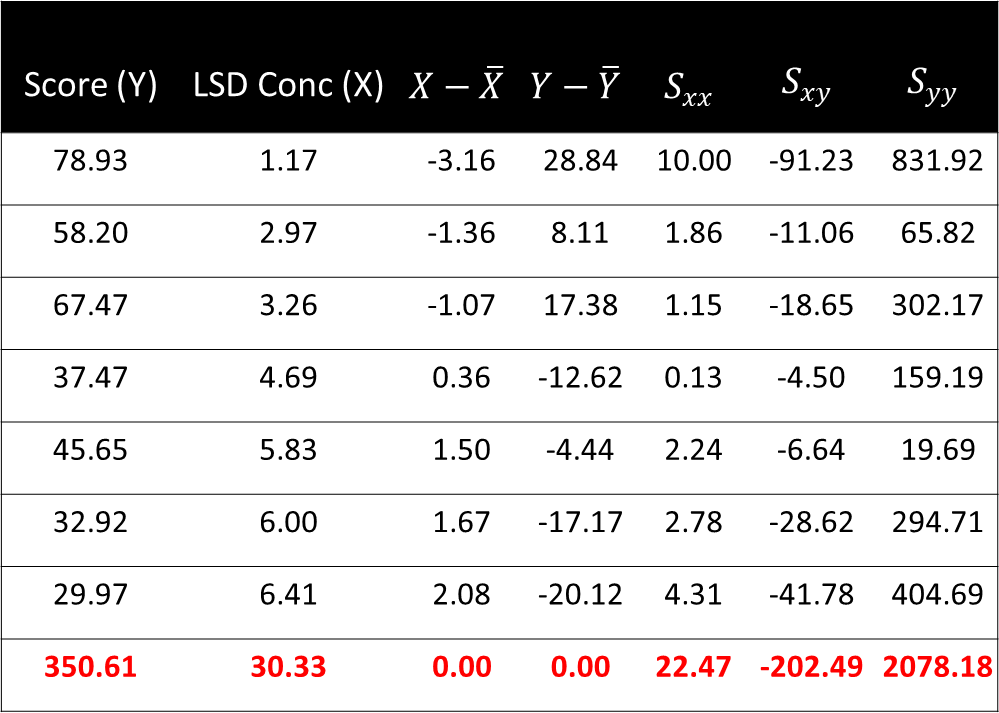 Score (Y) LSD Conc (X) X − X̄ Y − Ȳ Sxx Sxy Syy
78.93 1.17 -3.16 28.84 10.00 -91.23 831.92
58.20 2.97 -1.36 8.11 1.86 -11.06 65.82
67.47 3.26 -1.07 17.38 1.15 -18.65 302.17
37.47 4.69 0.36 -12.62 0.13 -4.50 159.19
45.65 5.83 1.50 -4.44 2.24 -6.64 19.69
32.92 6.00 1.67 -17.17 2.78 -28.62 294.71
29.97 6.41 2.08 -20.12 4.31 -41.78 404.69
350.61 30.33 0.00 0.00 22.47 -202.49 2078.18